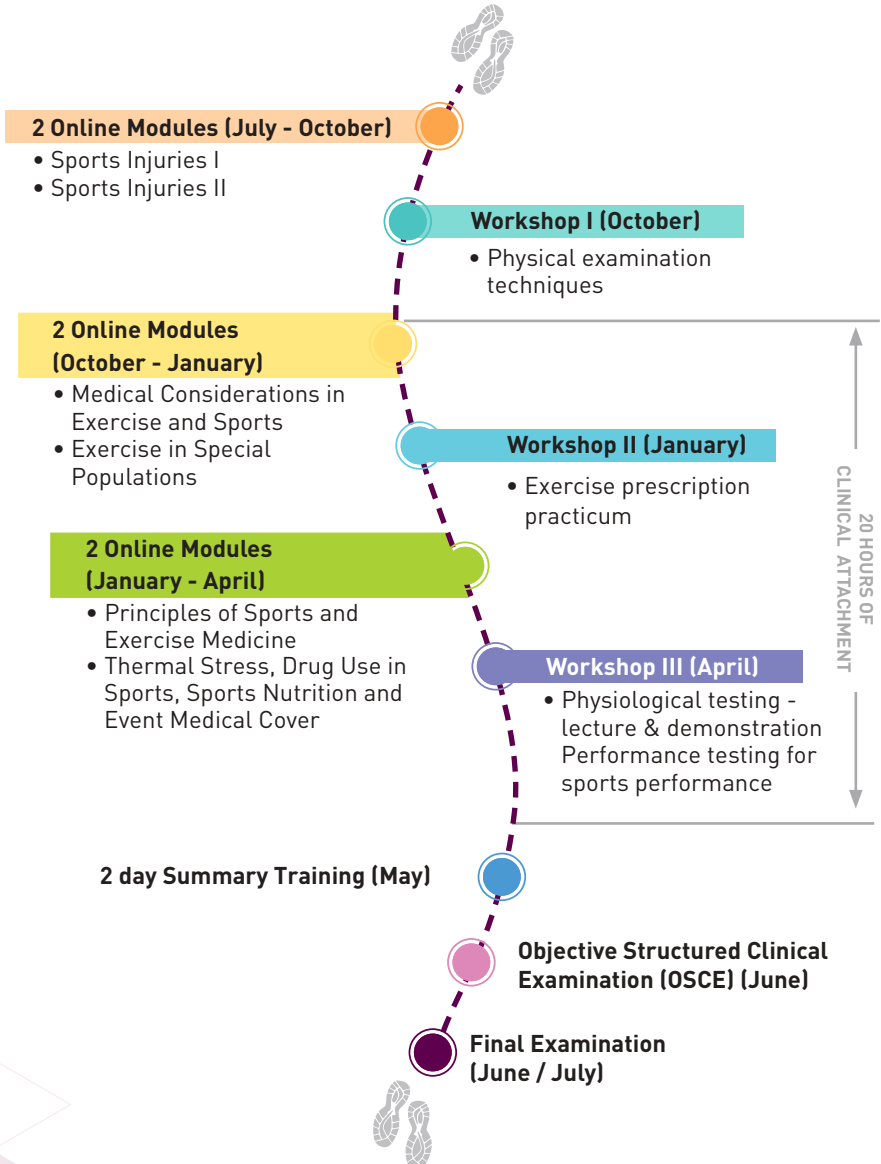 2 Online Modules (July - October)
• Sports Injuries I
• Sports Injuries II
Workshop I (October)
• Physical examination
techniques
2 Online Modules
(October - January)
• Medical Considerations in
Exercise and Sports
• Exercise in Special
Populations
Workshop II (January)
• Exercise prescription
practicum
20 HOURS OF
CLINICAL ATTACHMENT
2 Online Modules
(January - April)
• Principles of Sports and
Exercise Medicine
• Thermal Stress, Drug Use in
Sports, Sports Nutrition and
Event Medical Cover
Workshop III (April)
• Physiological testing -
lecture & demonstration
Performance testing for
sports performance
2 day Summary Training (May)
Objective Structured Clinical
Examination (OSCE) (June)
Final Examination
(June / July)